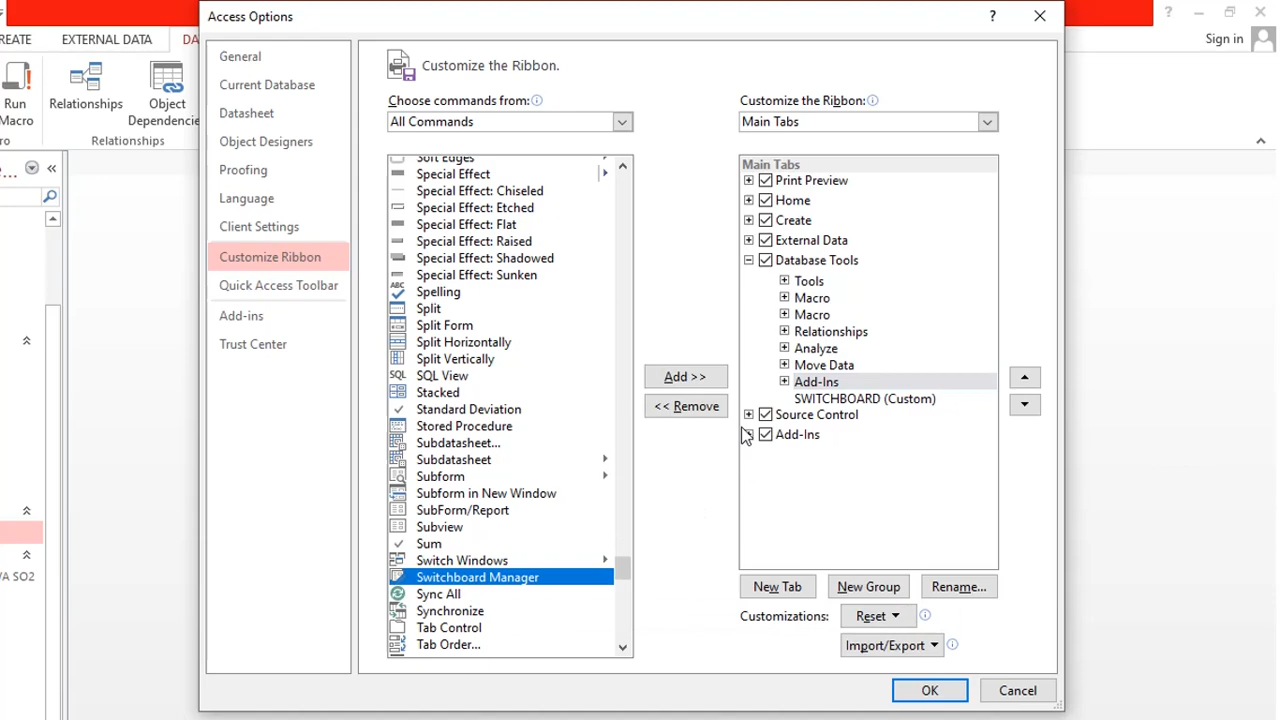 Access Options
?
Sign in
REATE
EXTERNAL DATA
DA
Run
Macro
Relationships
Object
Dependencie
ro
Relationships
e...
VA SO2
General
Current Database
Datasheet
Object Designers
Proofing
Language
Client Settings
Customize Ribbon
Quick Access Toolbar
Add-ins
Trust Center
Customize the Ribbon.
Choose commands from:
All Commands
Soft Edges
Special Effect
Special Effect: Chiseled
Special Effect: Etched
Special Effect: Flat
Special Effect: Raised
Special Effect: Shadowed
Special Effect: Sunken
ABC Spelling
Split
Split Form
Split Horizontally
Split Vertically
SQL SQL View
Stacked
Standard Deviation
Stored Procedure
Subdatasheet...
Subdatasheet
Subform
Subform in New Window
SubForm/Report
Subview
Sum
Switch Windows
Switchboard Manager
Sync All
Synchronize
Tab Control
Tab Order...
Add >>
<< Remove
Customize the Ribbon:
Main Tabs
Main Tabs
Print Preview
Home
Create
External Data
Database Tools
Tools
Macro
Macro
Relationships
Analyze
Move Data
Add-Ins
SWITCHBOARD (Custom)
Source Control
Add-Ins
New Tab
New Group
Rename...
Customizations:
Reset
Import/Export
OK
Cancel
?